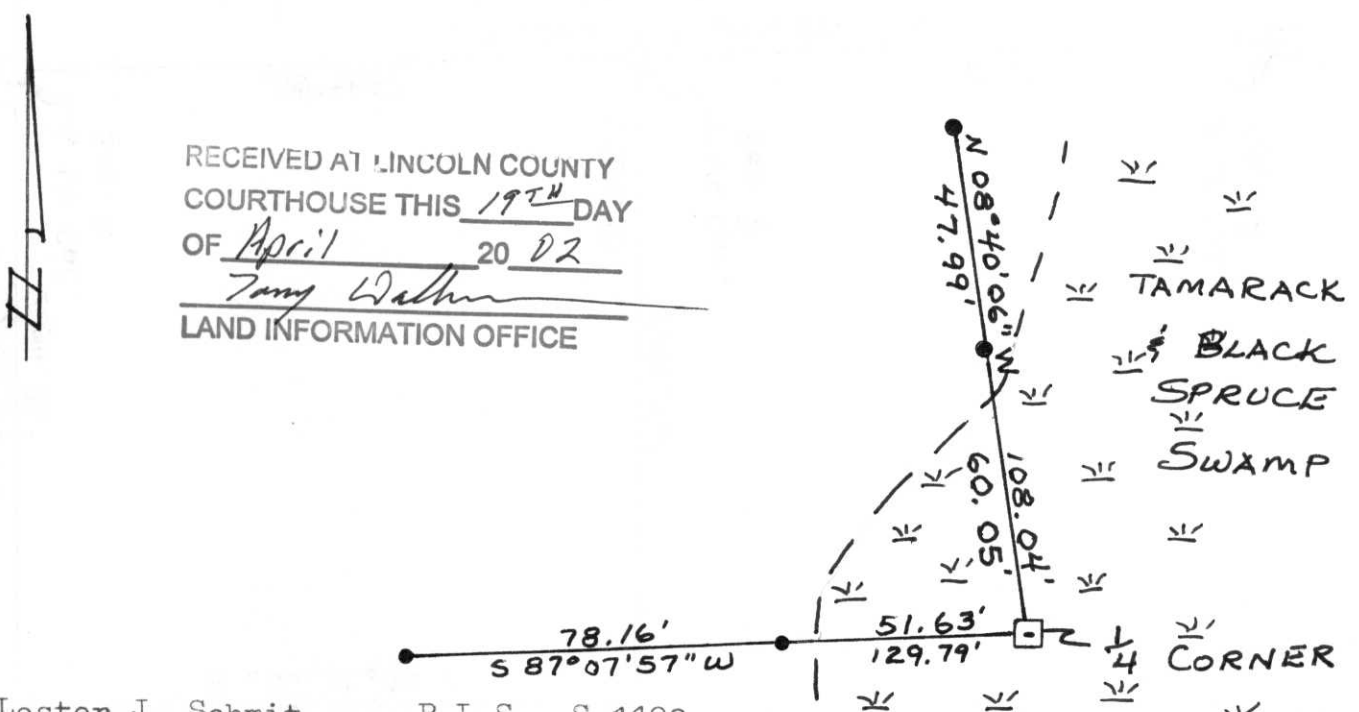 RECEIVED AT LINCOLN COUNTY
COURTHOUSE THIS 19TH DAY
OF April 20 02
LAND INFORMATION OFFICE
N 08°40'06" W
47.99'
108.04'
60.05'
TAMARACK
& BLACK
SPRUCE
SWAMP
78.16'
S 87°07'57" W
51.63'
129.79'
1/4 CORNER
Lester J. Schmit